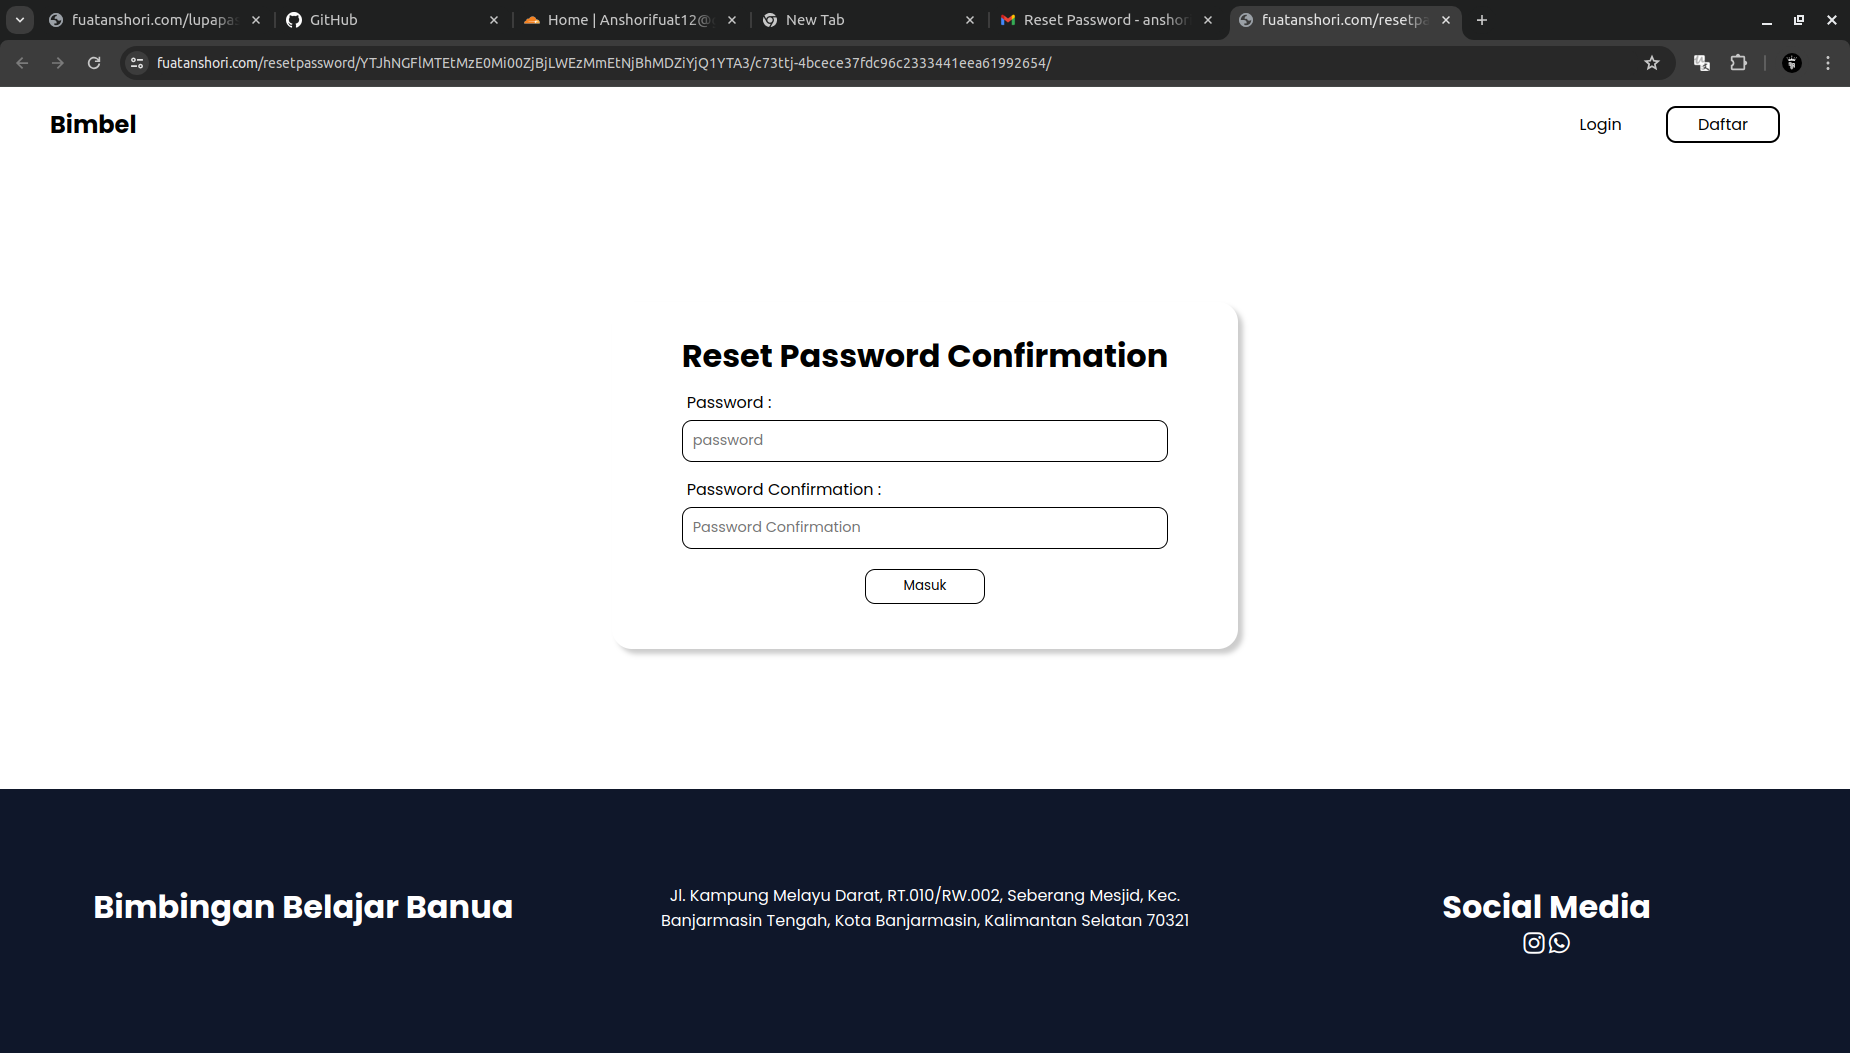 fuatanshori.com/lupapas
GitHub
Home | Anshorifuat12@
New Tab
Reset Password - anshor
fuatanshori.com/resetpa
fuatanshori.com/resetpassword/YTJhNGFlMTEtMzE0Mi00ZjBjLWEzMmEtNjBhMDZiYjQ1YTA3/c73ttj-4bcece37fdc96c2333441eea61992654/
Bimbel
Login
Daftar
Reset Password Confirmation
Password :
password
Password Confirmation :
Password Confirmation
Masuk
Bimbingan Belajar Banua
Jl. Kampung Melayu Darat, RT.010/RW.002, Seberang Mesjid, Kec.
Banjarmasin Tengah, Kota Banjarmasin, Kalimantan Selatan 70321
Social Media